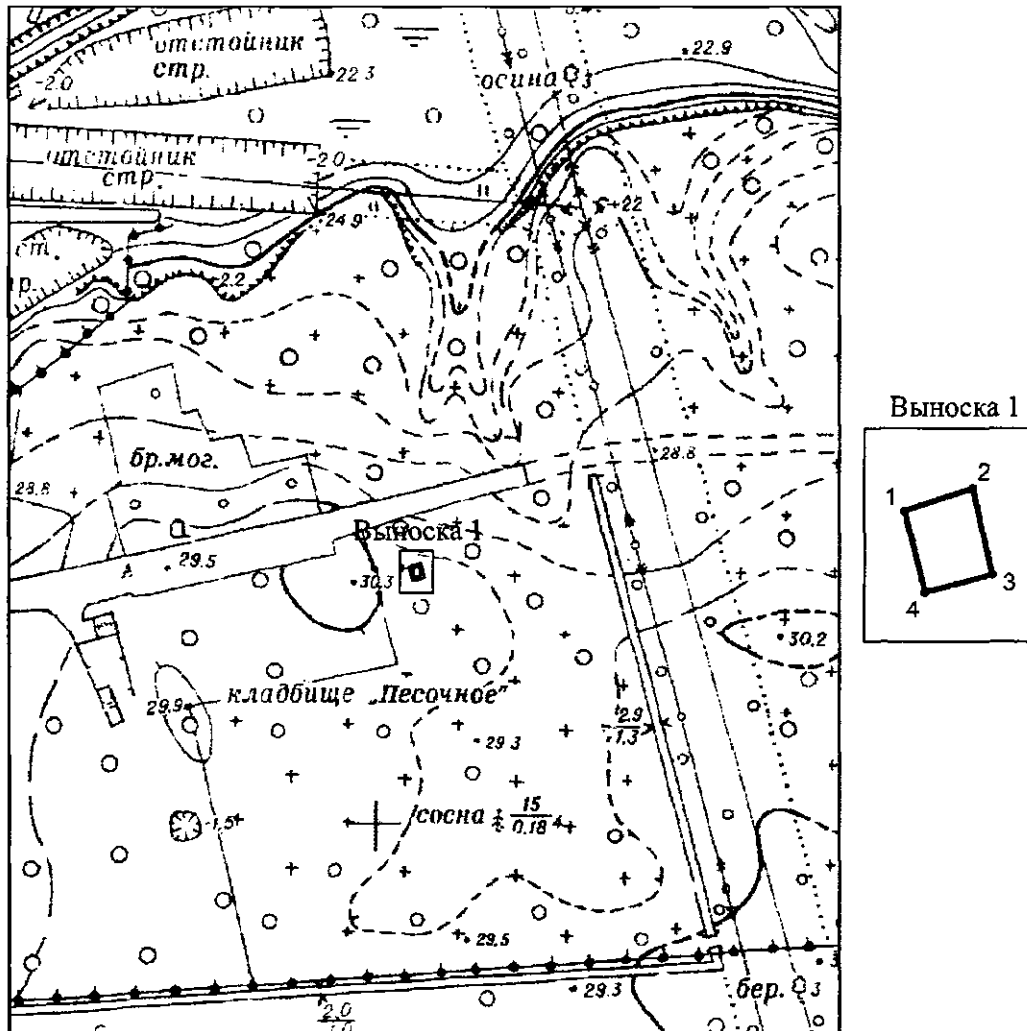 отстойник
стр.
-2.0
22.3
22.9
осина 3
отстойник
стр.
-2.0
24.9
+22
ст.
-2.2
бр.мог.
28.8
28.8
Выноска 1
29.5
30.3
30.2
29.9
кладбище „Песочное"
29.3
2.9
1.3
сосна 15 4
0.18
-1.5
29.5
29.3
бер. 3
2.0
Выноска 1
1
2
3
4